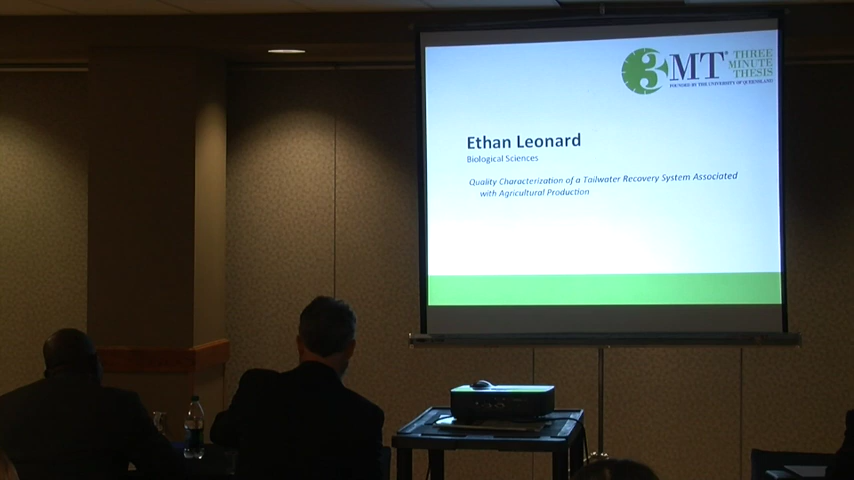 3MT® THREE
MINUTE
THESIS
FOUNDED BY THE UNIVERSITY OF QUEENSLAND
Ethan Leonard
Biological Sciences
Quality Characterization of a Tailwater Recovery System Associated
with Agricultural Production